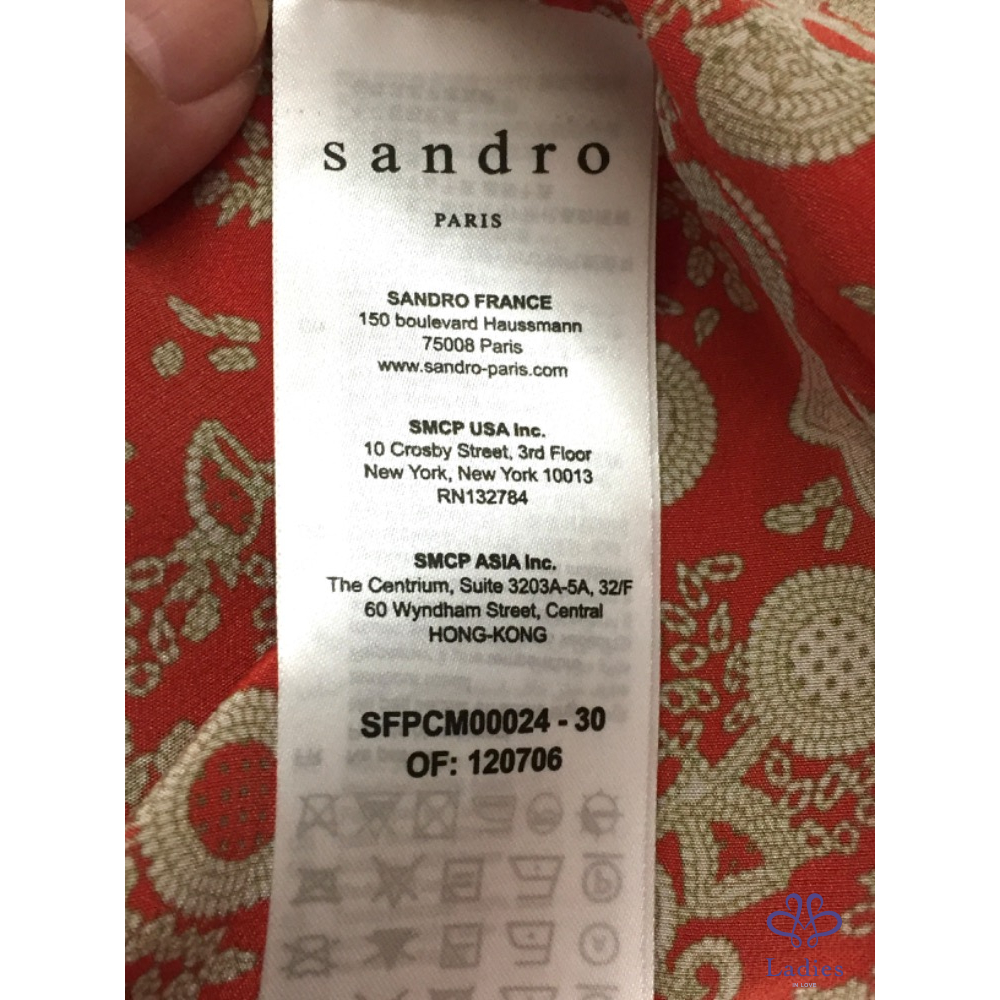 sandro
PARIS
SANDRO FRANCE
150 boulevard Haussmann
75008 Paris
www.sandro-paris.com
SMCP USA Inc.
10 Crosby Street, 3rd Floor
New York, New York 10013
RN132784
SMCP ASIA Inc.
The Centrium, Suite 3203A-5A, 32/F
60 Wyndham Street, Central
HONG-KONG
SFPCM00024 - 30
OF: 120706
Ladies
IN LOVE